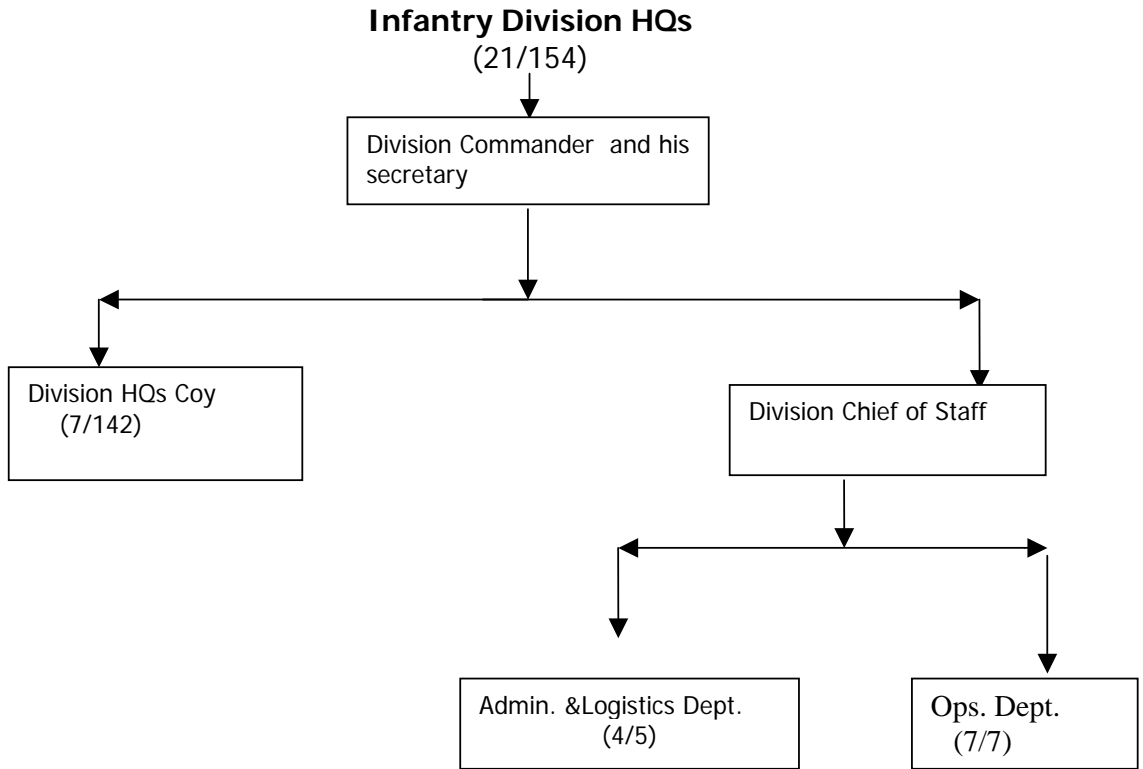 Infantry Division HQs
(21/154)
Division Commander and his
secretary
Division HQs Coy
(7/142)
Division Chief of Staff
Admin. &Logistics Dept.
(4/5)
Ops. Dept.
(7/7)